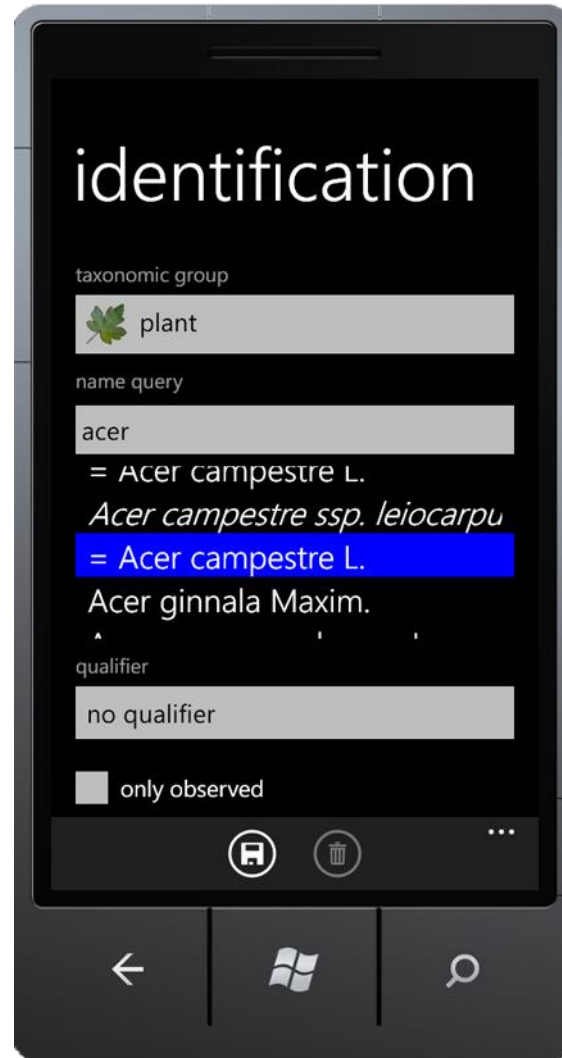 identification
taxonomic group
plant
name query
acer
= Acer campestre L.
Acer campestre ssp. leiocarpu
= Acer campestre L.
Acer ginnala Maxim.
qualifier
no qualifier
only observed